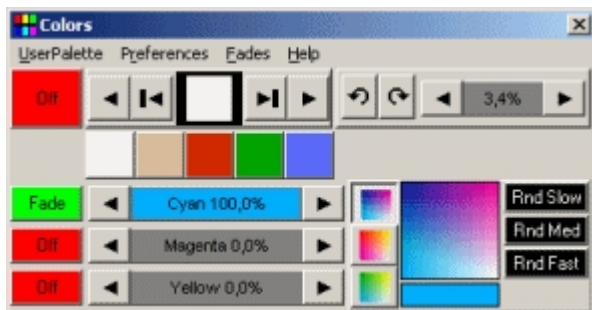 Colors
UserPalette Preferences Fades Help
Off 3,4%
Fade Cyan 100,0% Rnd Slow
Off Magenta 0,0% Rnd Med
Off Yellow 0,0% Rnd Fast